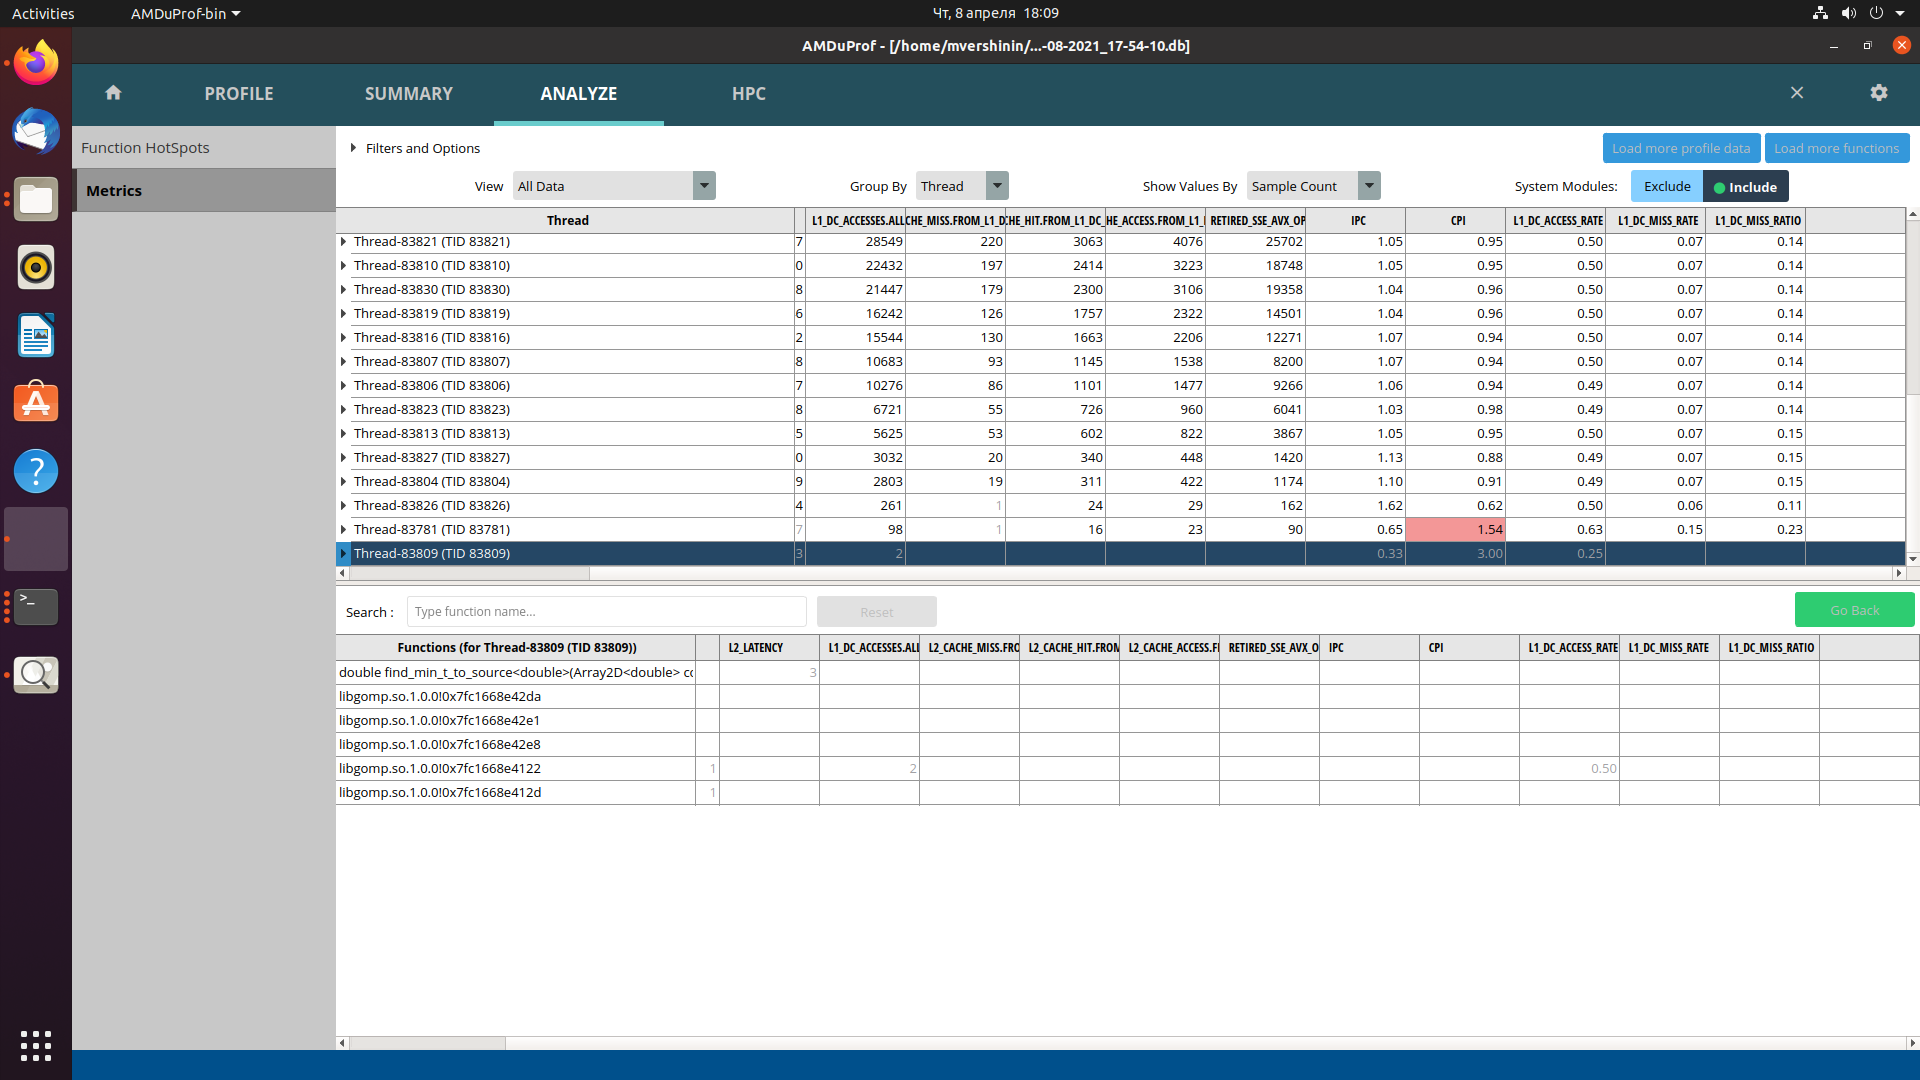 Activities AMDuProf-bin Чт, 8 апреля 18:09
AMDuProf - [/home/mvershinin/...-08-2021_17-54-10.db]
PROFILE SUMMARY ANALYZE HPC
Function HotSpots
Metrics
Filters and Options Load more profile data Load more functions
View All Data Group By Thread Show Values By Sample Count System Modules: Exclude Include
Thread L1_DC_ACCESSES.ALL CHE_MISS.FROM_L1_D CHE_HIT.FROM_L1_DC_ HE_ACCESS.FROM_L1_ RETIRED_SSE_AVX_OP IPC CPI L1_DC_ACCESS_RATE L1_DC_MISS_RATE L1_DC_MISS_RATIO
Thread-83821 (TID 83821) 7 28549 220 3063 4076 25702 1.05 0.95 0.50 0.07 0.14
Thread-83810 (TID 83810) 0 22432 197 2414 3223 18748 1.05 0.95 0.50 0.07 0.14
Thread-83830 (TID 83830) 8 21447 179 2300 3106 19358 1.04 0.96 0.50 0.07 0.14
Thread-83819 (TID 83819) 6 16242 126 1757 2322 14501 1.04 0.96 0.50 0.07 0.14
Thread-83816 (TID 83816) 2 15544 130 1663 2206 12271 1.07 0.94 0.50 0.07 0.14
Thread-83807 (TID 83807) 8 10683 93 1145 1538 8200 1.07 0.94 0.50 0.07 0.14
Thread-83806 (TID 83806) 7 10276 86 1101 1477 9266 1.06 0.94 0.49 0.07 0.14
Thread-83823 (TID 83823) 8 6721 55 726 960 6041 1.03 0.98 0.49 0.07 0.14
Thread-83813 (TID 83813) 5 5625 53 602 822 3867 1.05 0.95 0.50 0.07 0.15
Thread-83827 (TID 83827) 0 3032 20 340 448 1420 1.13 0.88 0.49 0.07 0.15
Thread-83804 (TID 83804) 9 2803 19 311 422 1174 1.10 0.91 0.49 0.07 0.15
Thread-83826 (TID 83826) 4 261 1 24 29 162 1.62 0.62 0.50 0.06 0.11
Thread-83781 (TID 83781) 7 98 1 16 23 90 0.65 1.54 0.63 0.15 0.23
Thread-83809 (TID 83809) 3 2 0.33 3.00 0.25
Search : Type function name... Reset Go Back
Functions (for Thread-83809 (TID 83809)) L2_LATENCY L1_DC_ACCESSES.ALL L2_CACHE_MISS.FRO L2_CACHE_HIT.FROM L2_CACHE_ACCESS.F RETIRED_SSE_AVX_O IPC CPI L1_DC_ACCESS_RATE L1_DC_MISS_RATE L1_DC_MISS_RATIO
double find_min_t_to_source<double>(Array2D<double> cc 3
libgomp.so.1.0.0!0x7fc1668e42da
libgomp.so.1.0.0!0x7fc1668e42e1
libgomp.so.1.0.0!0x7fc1668e42e8
libgomp.so.1.0.0!0x7fc1668e4122 1 2 0.50
libgomp.so.1.0.0!0x7fc1668e412d 1